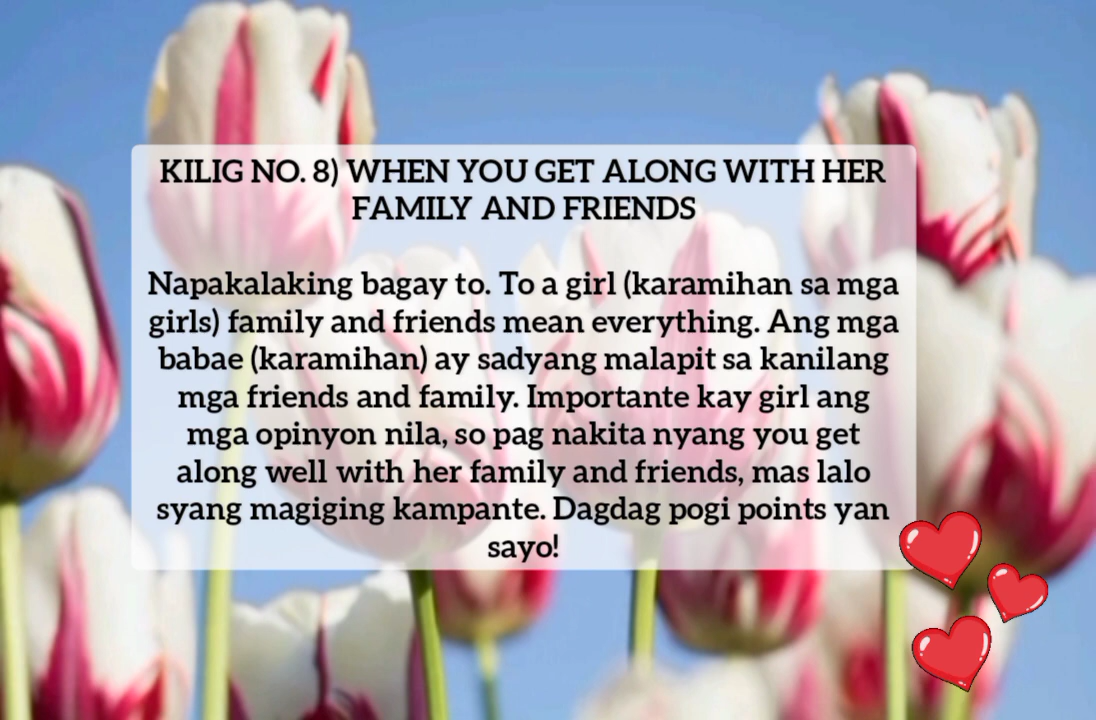 KILIG NO. 8) WHEN YOU GET ALONG WITH HER
FAMILY AND FRIENDS
Napakalaking bagay to. To a girl (karamihan sa mga
girls) family and friends mean everything. Ang mga
babae (karamihan) ay sadyang malapit sa kanilang
mga friends and family. Importante kay girl ang
mga opinyon nila, so pag nakita nyang you get
along well with her family and friends, mas lalo
syang magiging kampante. Dagdag pogi points yan
sayo!